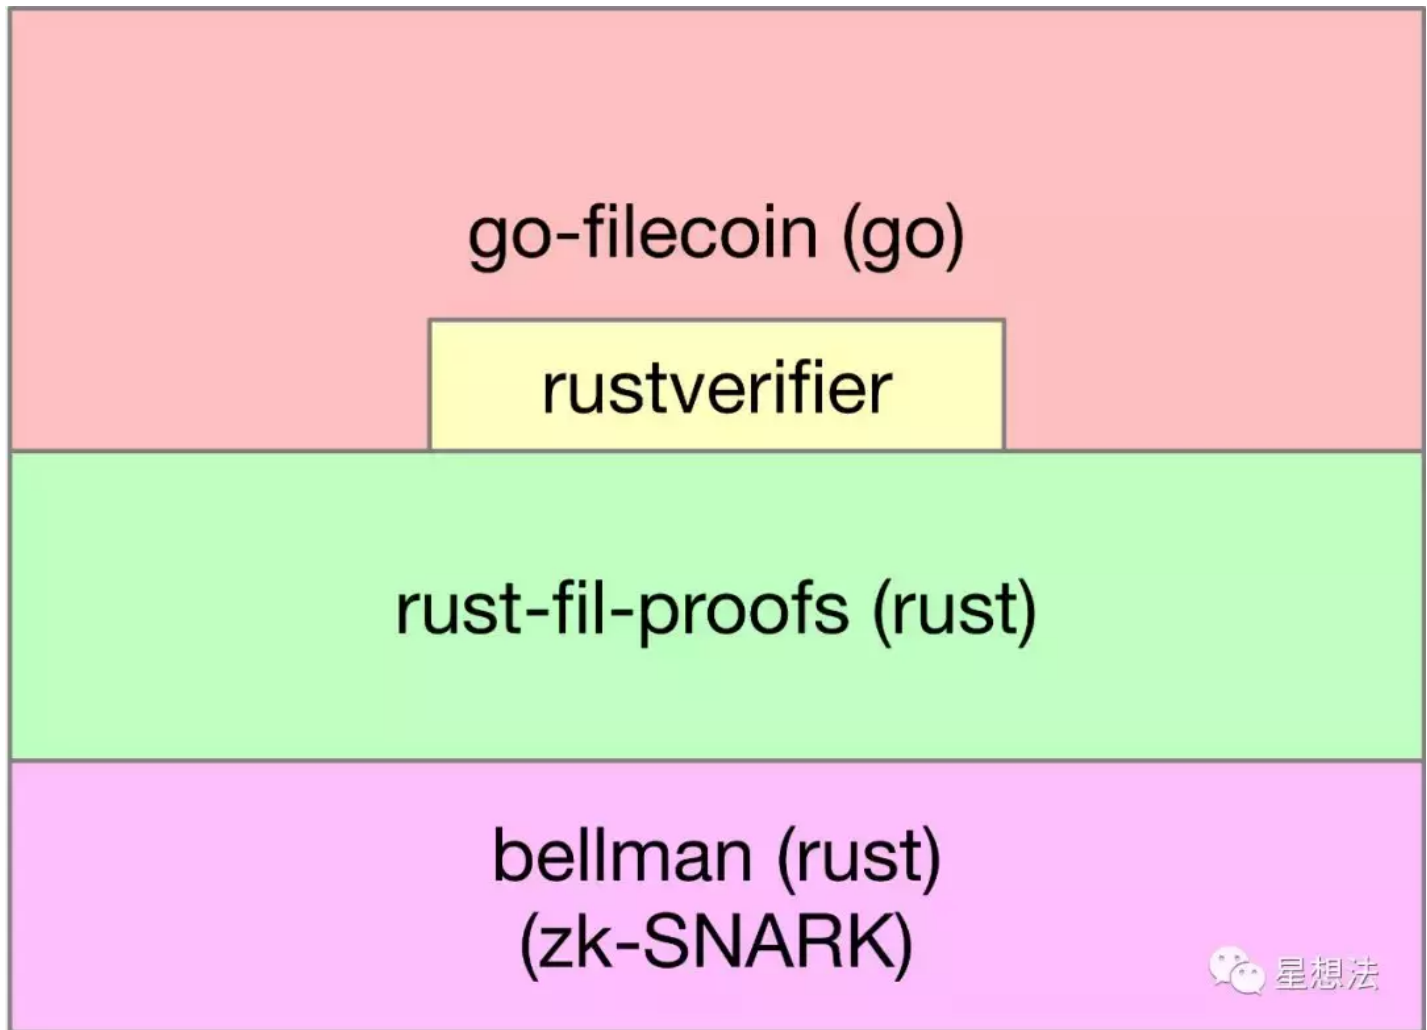 go-filecoin (go)
rustverifier
rust-fil-proofs (rust)
bellman (rust)
(zk-SNARK)
星想法